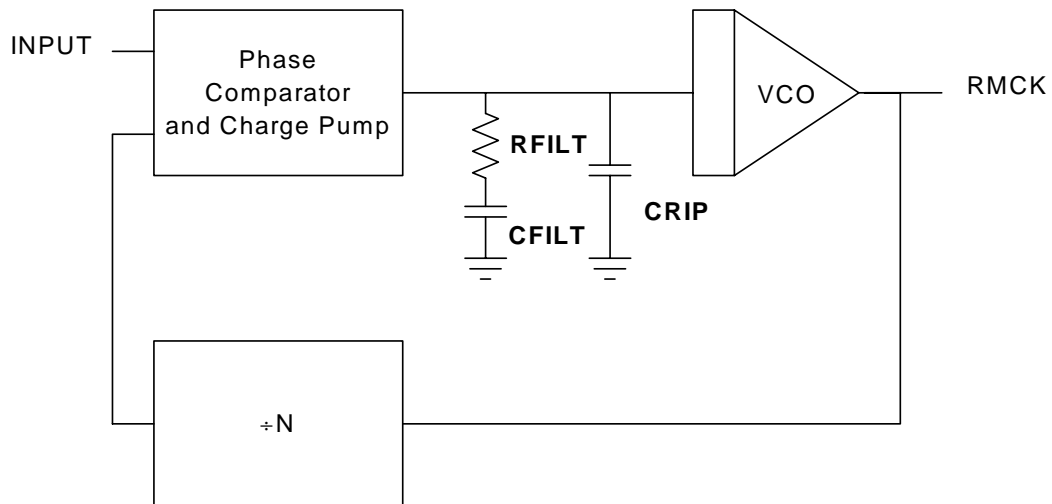 INPUT
Phase
Comparator
and Charge Pump
VCO
RMCK
RFILT
CRIP
CFILT
÷N